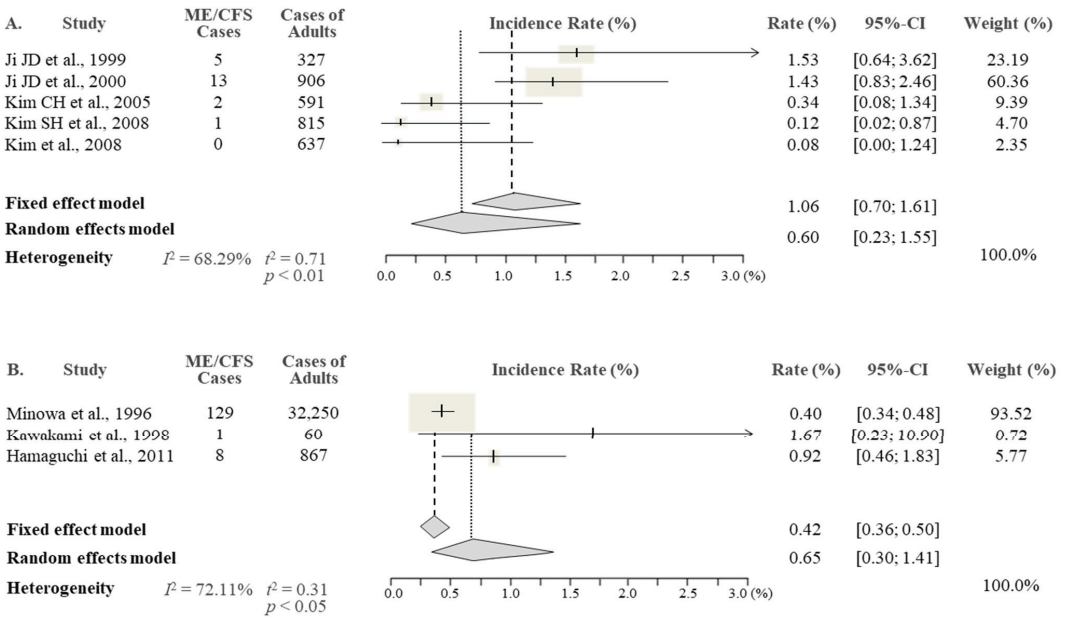 A. Study ME/CFS Cases Cases of Adults Incidence Rate (%) Rate (%) 95%-CI Weight (%)
Ji JD et al., 1999 5 327 1.53 [0.64; 3.62] 23.19
Ji JD et al., 2000 13 906 1.43 [0.83; 2.46] 60.36
Kim CH et al., 2005 2 591 0.34 [0.08; 1.34] 9.39
Kim SH et al., 2008 1 815 0.12 [0.02; 0.87] 4.70
Kim et al., 2008 0 637 0.08 [0.00; 1.24] 2.35
Fixed effect model 1.06 [0.70; 1.61]
Random effects model 0.60 [0.23; 1.55]
Heterogeneity I² = 68.29% t² = 0.71 100.0%
p < 0.01
0.0 0.5 1.0 1.5 2.0 2.5 3.0 (%)
B. Study ME/CFS Cases Cases of Adults Incidence Rate (%) Rate (%) 95%-CI Weight (%)
Minowa et al., 1996 129 32,250 0.40 [0.34; 0.48] 93.52
Kawakami et al., 1998 1 60 1.67 [0.23; 10.90] 0.72
Hamaguchi et al., 2011 8 867 0.92 [0.46; 1.83] 5.77
Fixed effect model 0.42 [0.36; 0.50]
Random effects model 0.65 [0.30; 1.41]
Heterogeneity I² = 72.11% t² = 0.31 100.0%
p < 0.05
0.0 0.5 1.0 1.5 2.0 2.5 3.0 (%)